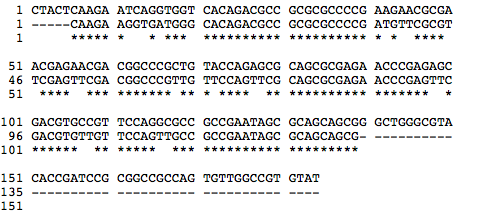 1 CTACTCAAGA ATCAGGTGGT CACAGACGCC GCGCGCCCCG AAGAACGCGA
1 -----CAAGA AGGTGATGGG CACAGACGCC GCGCGCCCCG ATGTTCGCGT
1 ***** * * *** ********** ********** * * ****
51 ACGAGAACGA CGGCCCGCTG TACCAGAGCG CAGCGCGAGA ACCCGAGAGC
46 TCGAGTTCGA CGGCCCGTTG TTCCAGTTCG CAGCGCGAGA ACCCGAGTTC
51 **** *** ******* ** * **** ** ********** ******* *
101 GACGTGCCGT TCCAGGCGCC GCCGAATAGC GCAGCAGCGG GCTGGGCGTA
96 GACGTGTTGT TCCAGTTGCC GCCGAATAGC GCAGCAGCG- ----------
101 ****** ** ***** *** ********** *********
151 CACCGATCCG CGGCCGCCAG TGTTGGCCGT GTAT
135 ---------- ---------- ---------- ----
151